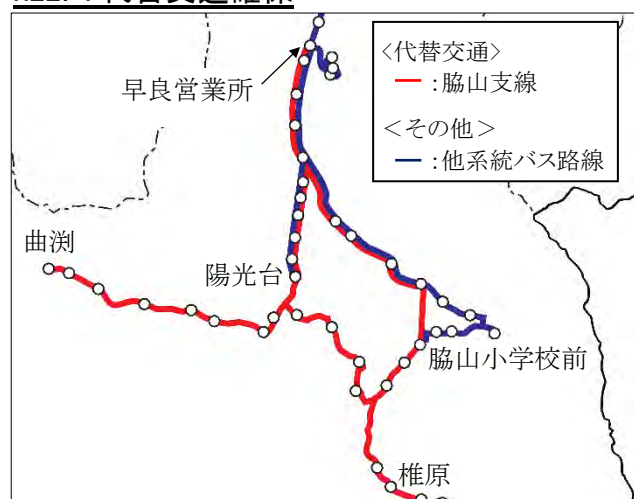 <代替交通>
早良営業所
:脇山支線
＜その他＞
:他系統バス路線
曲渕
陽光台
脇山小学校前
椎原